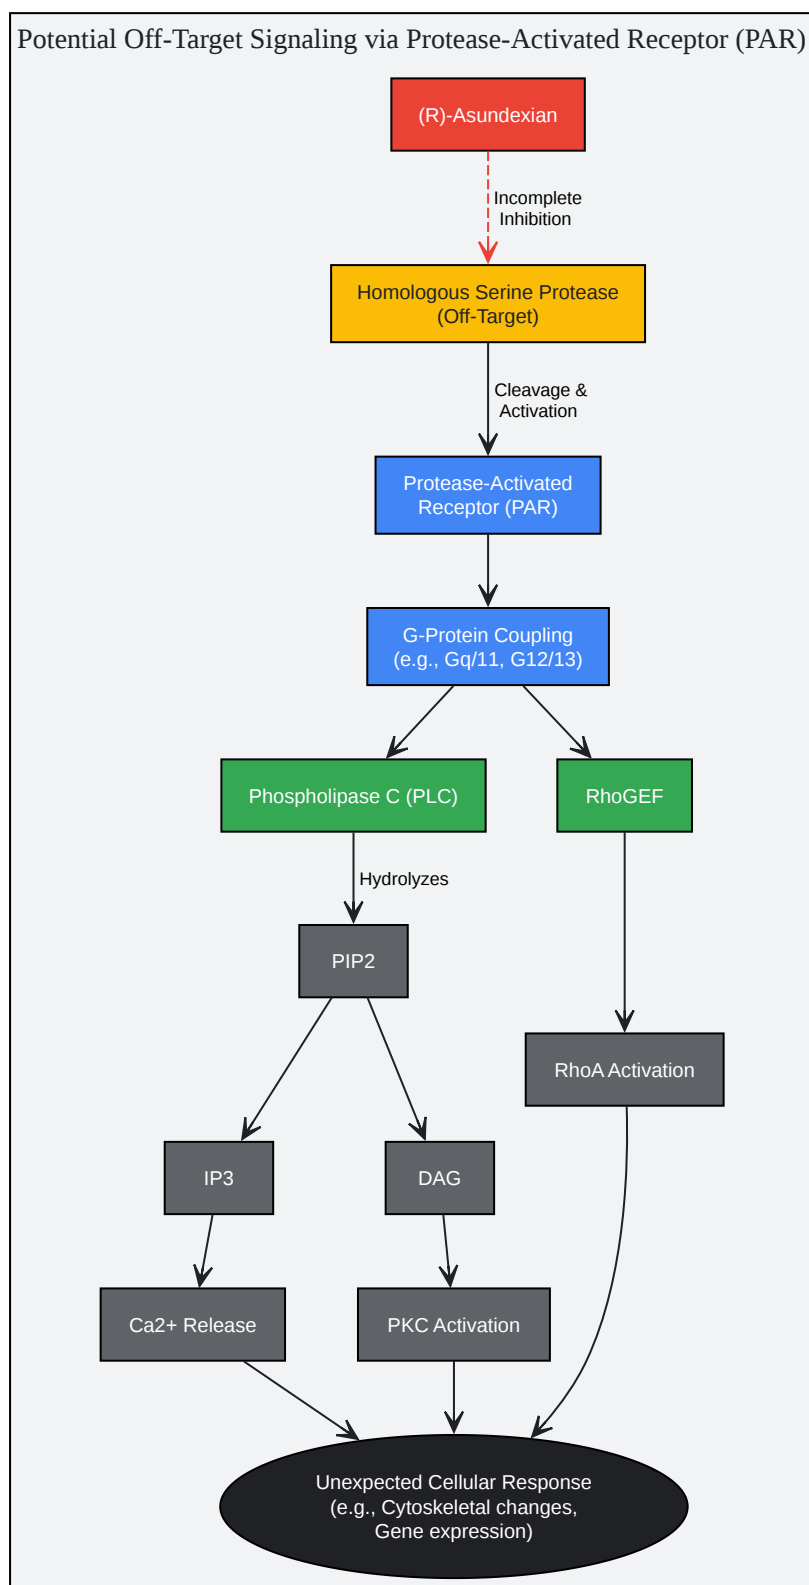 Potential Off-Target Signaling via Protease-Activated Receptor (PAR)
(R)-Asundexian
Incomplete
Inhibition
Homologous Serine Protease
(Off-Target)
Cleavage &
Activation
Protease-Activated
Receptor (PAR)
G-Protein Coupling
(e.g., Gq/11, G12/13)
Phospholipase C (PLC)
RhoGEF
Hydrolyzes
PIP2
RhoA Activation
IP3
DAG
Ca2+ Release
PKC Activation
Unexpected Cellular Response
(e.g., Cytoskeletal changes,
Gene expression)